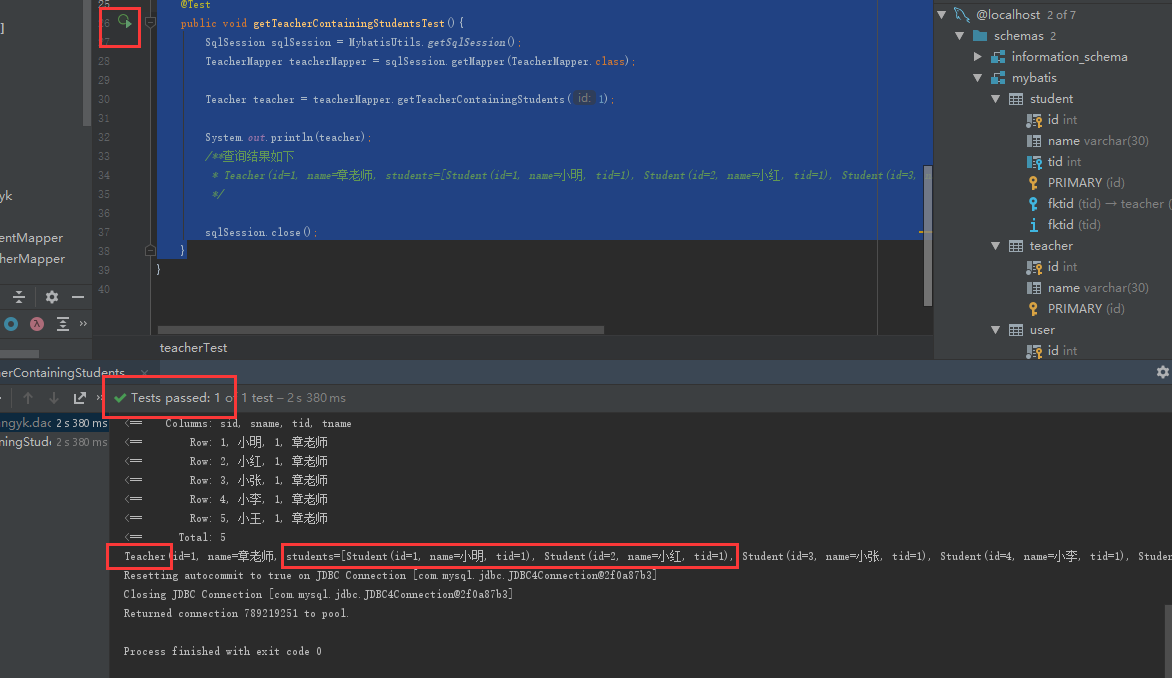 25
@Test
26
public void getTeacherContainingStudentsTest(){
27
SqlSession sqlSession = MybatisUtils.getSqlSession();
28
TeacherMapper teacherMapper = sqlSession.getMapper(TeacherMapper.class);
29
30
Teacher teacher = teacherMapper.getTeacherContainingStudents( id: 1);
31
32
System.out.println(teacher);
33
/**查询结果如下
34
* Teacher(id=1, name=章老师, students=[Student(id=1, name=小明, tid=1), Student(id=2, name=小红, tid=1), Student(id=3,
35
*/
36
37
sqlSession.close();
38
}
39
}
40
]
yk
entMapper
herMapper
λ
»
teacherTest
@localhost 2 of 7
schemas 2
information_schema
mybatis
student
id int
name varchar(30)
tid int
PRIMARY (id)
fktid (tid) → teacher (
fktid (tid)
teacher
id int
name varchar(30)
PRIMARY (id)
user
id int
erContainingStudents ×
» Tests passed: 1 of 1 test – 2 s 380 ms
ngyk.dao 2 s 380 ms
ningStude 2 s 380 ms
<== Columns: sid, sname, tid, tname
<== Row: 1, 小明, 1, 章老师
<== Row: 2, 小红, 1, 章老师
<== Row: 3, 小张, 1, 章老师
<== Row: 4, 小李, 1, 章老师
<== Row: 5, 小王, 1, 章老师
<== Total: 5
Teacher(id=1, name=章老师, students=[Student(id=1, name=小明, tid=1), Student(id=2, name=小红, tid=1), Student(id=3, name=小张, tid=1), Student(id=4, name=小李, tid=1), Studen
Resetting autocommit to true on JDBC Connection [com.mysql.jdbc.JDBC4Connection@2f0a87b3]
Closing JDBC Connection [com.mysql.jdbc.JDBC4Connection@2f0a87b3]
Returned connection 789219251 to pool.
Process finished with exit code 0